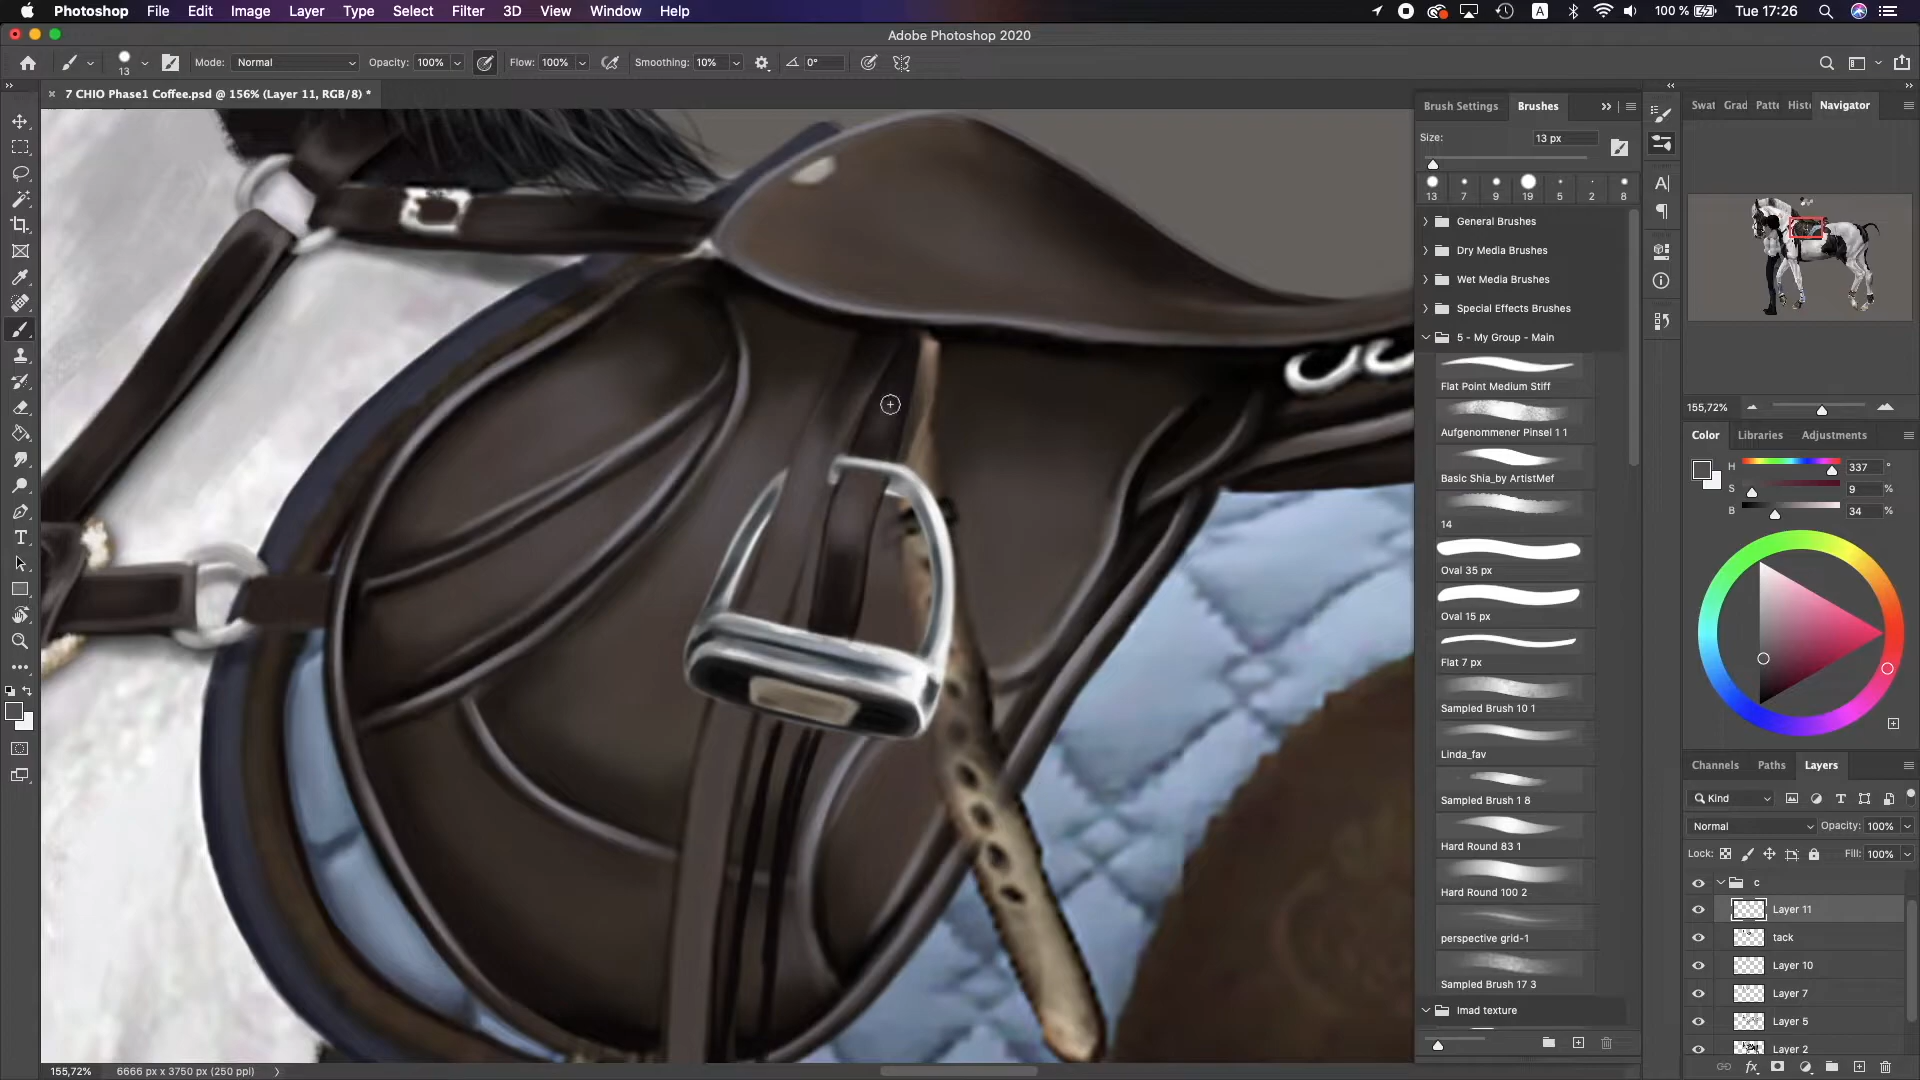 Photoshop File Edit Image Layer Type Select Filter 3D View Window Help 100 % A Tue 17:26
Adobe Photoshop 2020
13 Mode: Normal Opacity: 100% Flow: 100% Smoothing: 10% 0°
7 CHIO Phase1 Coffee.psd @ 156% (Layer 11, RGB/8) *
Brush Settings Brushes
Size: 13 px
13 7 9 19 5 2 8
General Brushes
Dry Media Brushes
Wet Media Brushes
Special Effects Brushes
5 - My Group - Main
Flat Point Medium Stiff
Aufgenommener Pinsel 1 1
Basic Shia_by ArtistMef
14
Oval 35 px
Oval 15 px
Flat 7 px
Sampled Brush 10 1
Linda_fav
Sampled Brush 1 8
Hard Round 83 1
Hard Round 100 2
perspective grid-1
Sampled Brush 17 3
Imad texture
Swat Grad Patte Hist Navigator
155,72%
Color Libraries Adjustments
H 337 °
S 9 %
B 34 %
Channels Paths Layers
Kind
Normal Opacity: 100%
Lock: Fill: 100%
c
Layer 11
tack
Layer 10
Layer 7
Layer 5
Layer 2
fx
155,72% 6666 px x 3750 px (250 ppi)